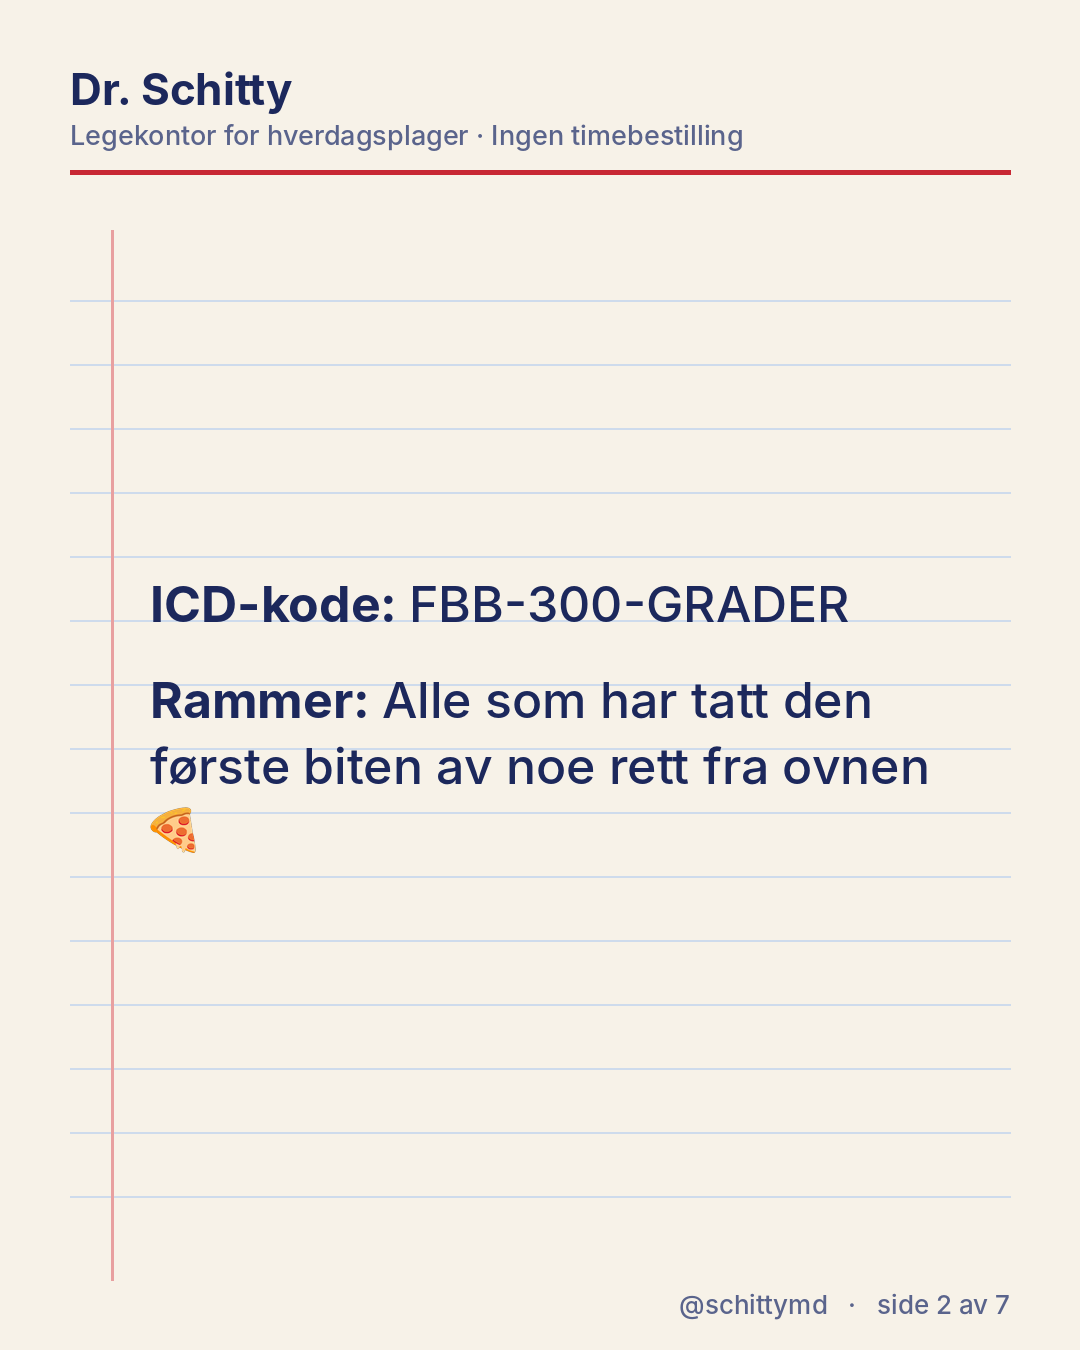 Dr. Schitty
Legekontor for hverdagsplager · Ingen timebestilling
ICD-kode: FBB-300-GRADER
Rammer: Alle som har tatt den
første biten av noe rett fra ovnen
🍕
@schittymd · side 2 av 7